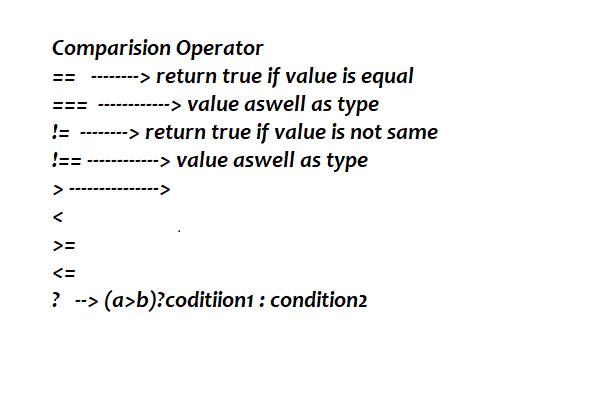 Comparision Operator
== --------> return true if value is equal
=== ------------> value aswell as type
!= --------> return true if value is not same
!== ------------> value aswell as type
> --------------->
<
>=
<=
? --> (a>b)?coditiion1 : condition2